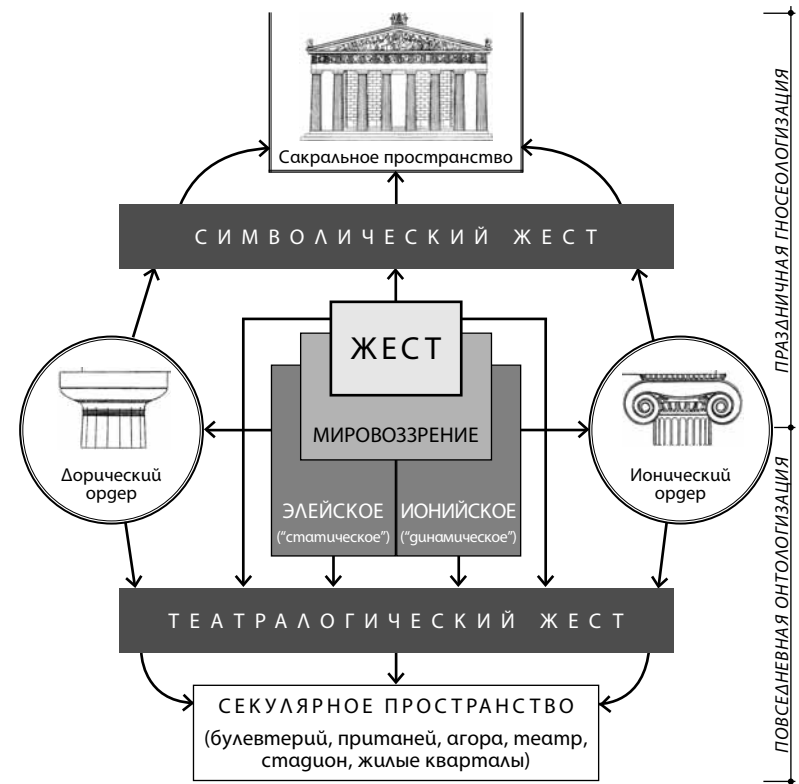 Сакральное пространство
СИМВОЛИЧЕСКИЙ ЖЕСТ
ЖЕСТ
МИРОВОЗЗРЕНИЕ
ЭЛЕЙСКОЕ
("статическое")
ИОНИЙСКОЕ
("динамическое")
Дорический
ордер
Ионический
ордер
ТЕАТРАЛОГИЧЕСКИЙ ЖЕСТ
СЕКУЛЯРНОЕ ПРОСТРАНСТВО
(булевтерий, пританей, агора, театр,
стадион, жилые кварталы)
ПРАЗДНИЧНАЯ ГНОСЕОЛОГИЗАЦИЯ
ПОВСЕДНЕВНАЯ ОНТОЛОГИЗАЦИЯ